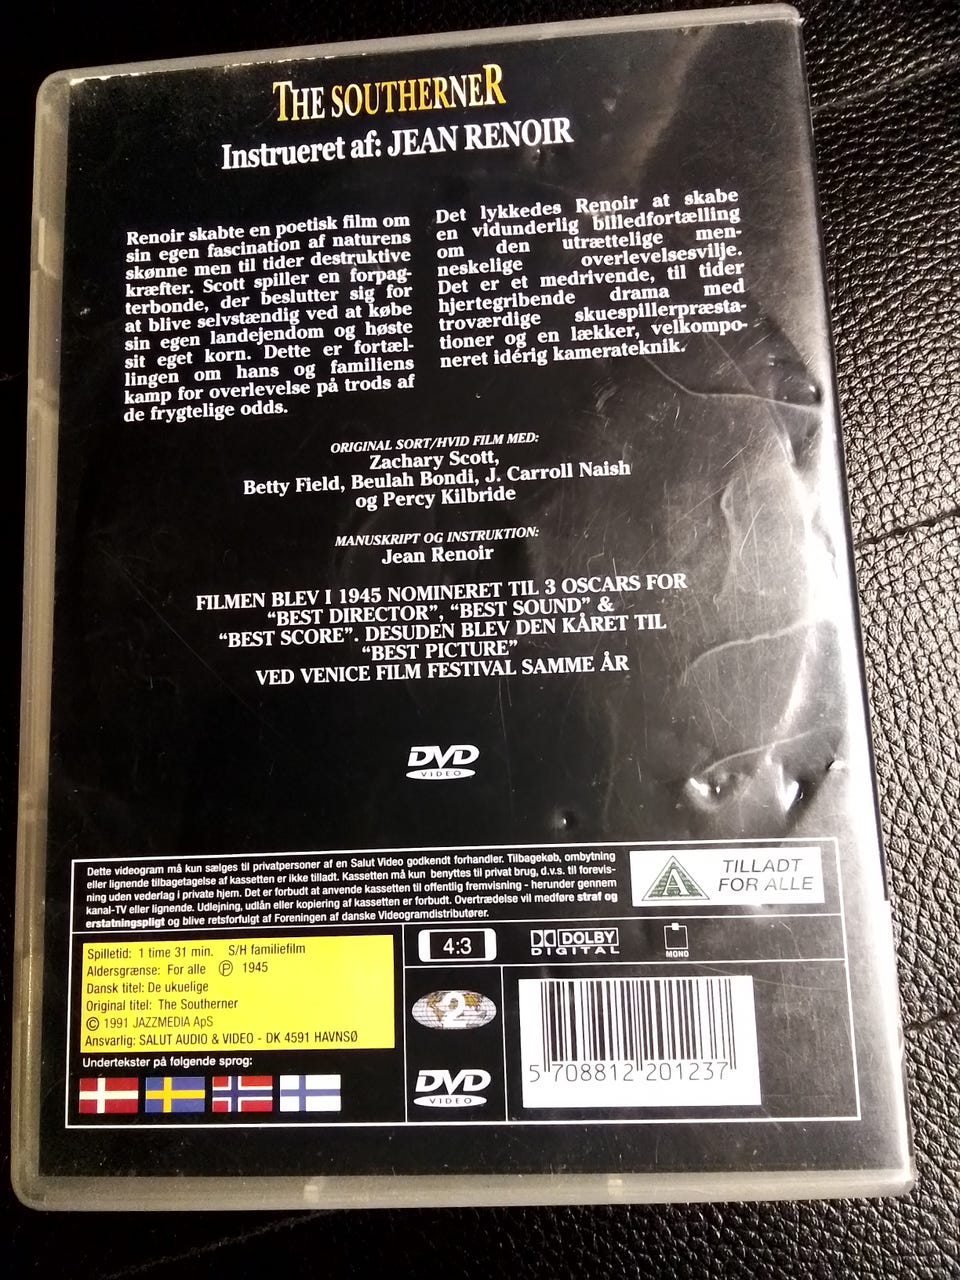 THE SOUTHERNER
Instrueret af: JEAN RENOIR
Renoir skabte en poetisk film om
sin egen fascination af naturens
skønne men til tider destruktive
kræfter. Scott spiller en forpag-
terbonde, der beslutter sig for
at blive selvstændig ved at købe
sin egen landejendom og høste
sit eget korn. Dette er fortæl-
lingen om hans og familiens
kamp for overlevelse på trods af
de frygtelige odds.
Det lykkedes Renoir at skabe
en vidunderlig billedfortælling
om den utrættelige men-
neskelige overlevelsesvilje.
Det er et medrivende, til tider
hjertegribende drama med
troværdige skuespillerpræsta-
tioner og en lækker, velkompo-
neret idérig kamerateknik.
ORIGINAL SORT/HVID FILM MED:
Zachary Scott,
Betty Field, Beulah Bondi, J. Carroll Naish
og Percy Kilbride
MANUSKRIPT OG INSTRUKTION:
Jean Renoir
FILMEN BLEV I 1945 NOMINERET TIL 3 OSCARS FOR
"BEST DIRECTOR", "BEST SOUND" &
"BEST SCORE". DESUDEN BLEV DEN KÅRET TIL
"BEST PICTURE"
VED VENICE FILM FESTIVAL SAMME ÅR
DVD
VIDEO
Dette videogram må kun sælges til privatpersoner af en Salut Video godkendt forhandler. Tilbagekøb, ombytning
eller lignende tilbagetagelse af kassetten er ikke tilladt. Kassetten må kun benyttes til privat brug, d.v.s. til forevis-
ning uden vederlag i private hjem. Det er forbudt at anvende kassetten til offentlig fremvisning - herunder gennem
kanal-TV eller lignende. Udlejning, udlån eller kopiering af kassetten er forbudt. Overtrædelse vil medføre straf og
erstatningspligt og blive retsforfulgt af Foreningen af danske Videogramdistributører.
A TILLADT
FOR ALLE
Spilletid: 1 time 31 min. S/H familiefilm
Aldersgrænse: For alle Ⓟ 1945
Dansk titel: De ukuelige
Original titel: The Southerner
© 1991 JAZZMEDIA ApS
Ansvarlig: SALUT AUDIO & VIDEO - DK 4591 HAVNSØ
Undertekster på følgende sprog:
4:3
DOLBY
DIGITAL
MONO
2
DVD
VIDEO
5 708812 201237